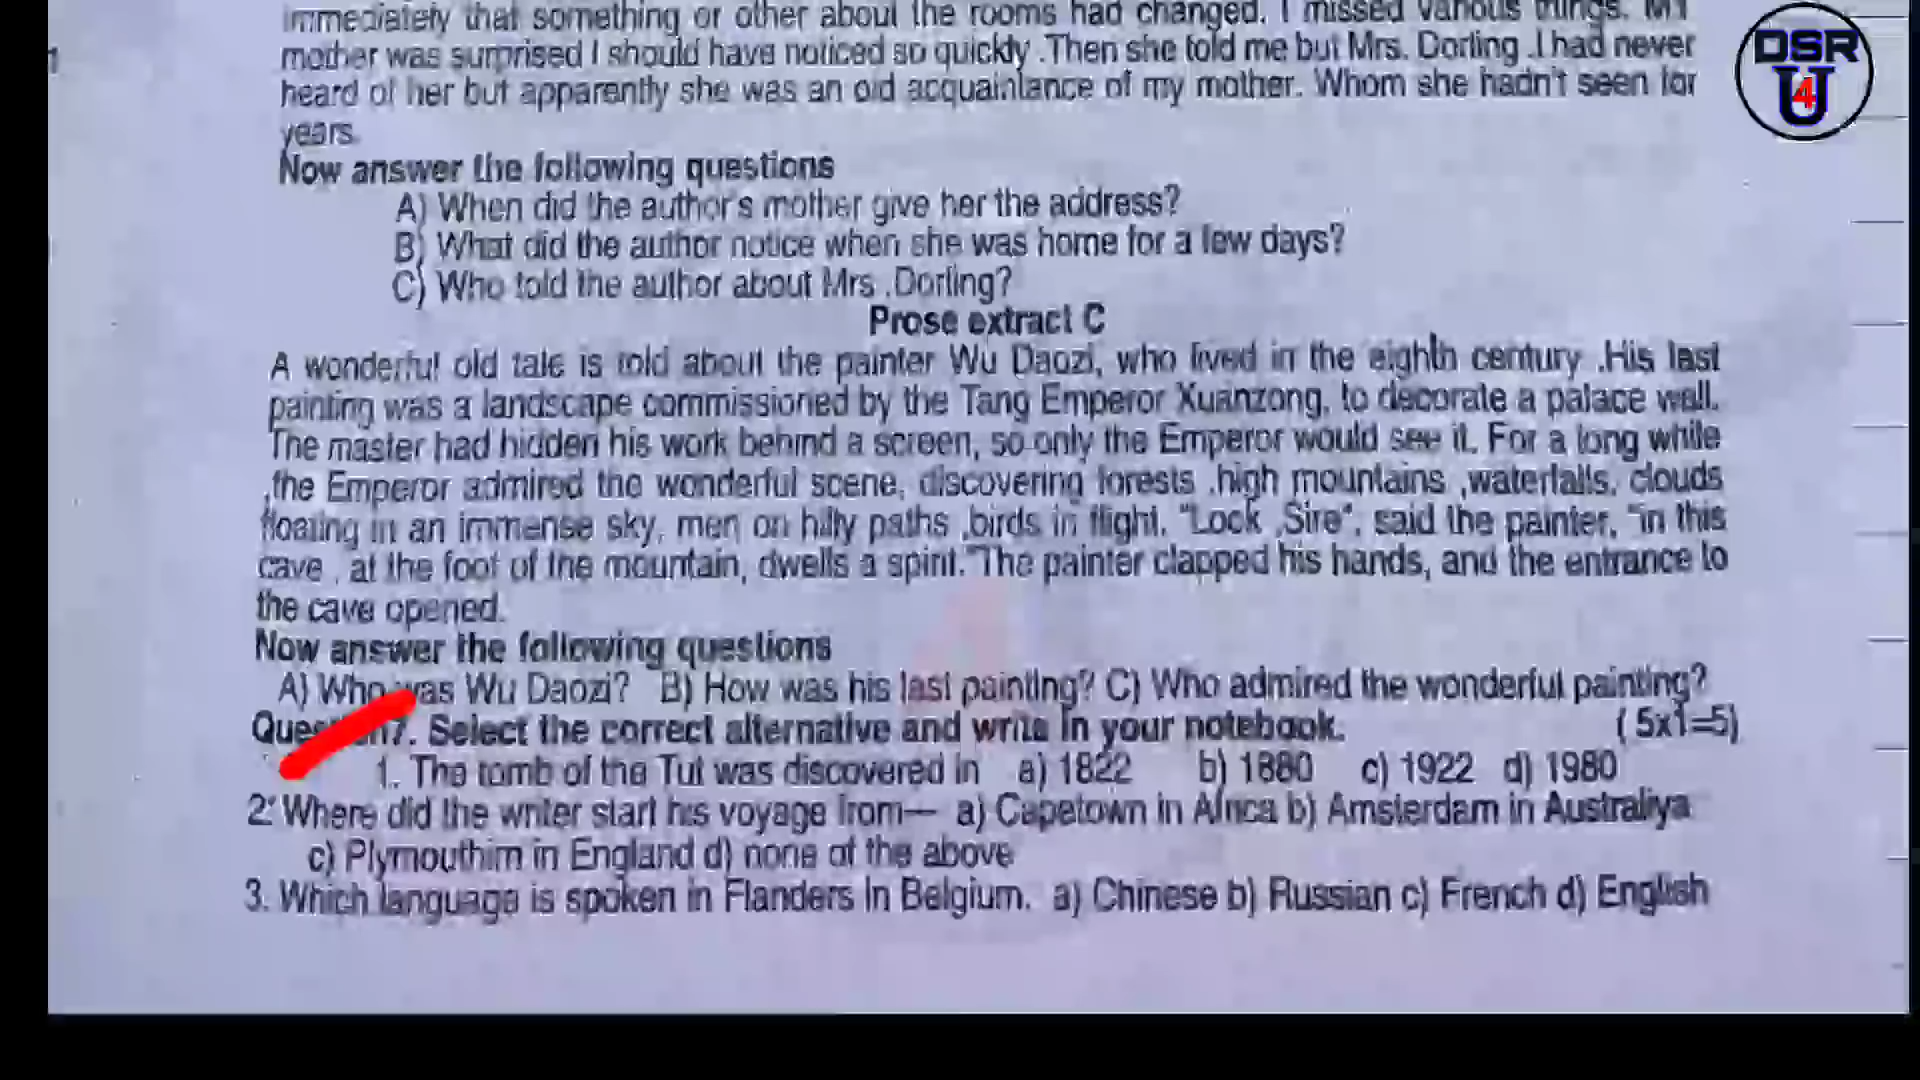 immediately that something or other about the rooms had changed. I missed various things. My
mother was surprised I should have noticed so quickly .Then she told me but Mrs. Dorling .I had never
heard of her but apparently she was an old acquaintance of my mother. Whom she hadn't seen for
years.
Now answer the following questions
A) When did the author's mother give her the address?
B) What did the author notice when she was home for a few days?
C) Who told the author about Mrs .Dorling?
Prose extract C
A wonderful old tale is told about the painter Wu Daozi, who lived in the eighth century .His last
painting was a landscape commissioned by the Tang Emperor Xuanzong, to decorate a palace wall.
The master had hidden his work behind a screen, so only the Emperor would see it. For a long while
,the Emperor admired the wonderful scene, discovering forests ,high mountains ,waterfalls, clouds
floating in an immense sky, men on hilly paths ,birds in flight. "Look ,Sire", said the painter, "in this
cave , at the foot of the mountain, dwells a spirit."The painter clapped his hands, and the entrance to
the cave opened.
Now answer the following questions
A) Who was Wu Daozi? B) How was his last painting? C) Who admired the wonderful painting?
Question7. Select the correct alternative and write in your notebook. ( 5x1=5)
1. The tomb of the Tut was discovered in a) 1822 b) 1880 c) 1922 d) 1980
2. Where did the writer start his voyage from— a) Capetown in Africa b) Amsterdam in Australiya
c) Plymouthim in England d) none of the above
3. Which language is spoken in Flanders in Belgium. a) Chinese b) Russian c) French d) English
DSR
U
4